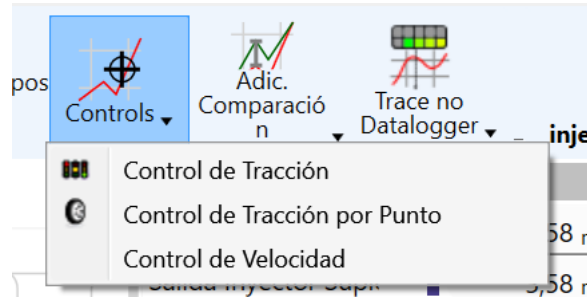 pos
Controls
Adic.
Comparació
n
Trace no
Datalogger
inje
Control de Tracción
Control de Tracción por Punto
Control de Velocidad
58
5,58